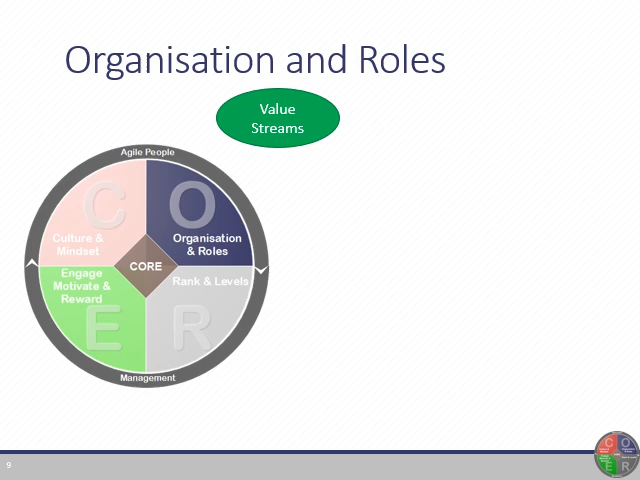 Organisation and Roles
Value
Streams
Agile People
C
O
Culture &
Mindset
Organisation
& Roles
CORE
Engage
Motivate &
Reward
Rank & Levels
E
R
Management
9
C
O
E
R